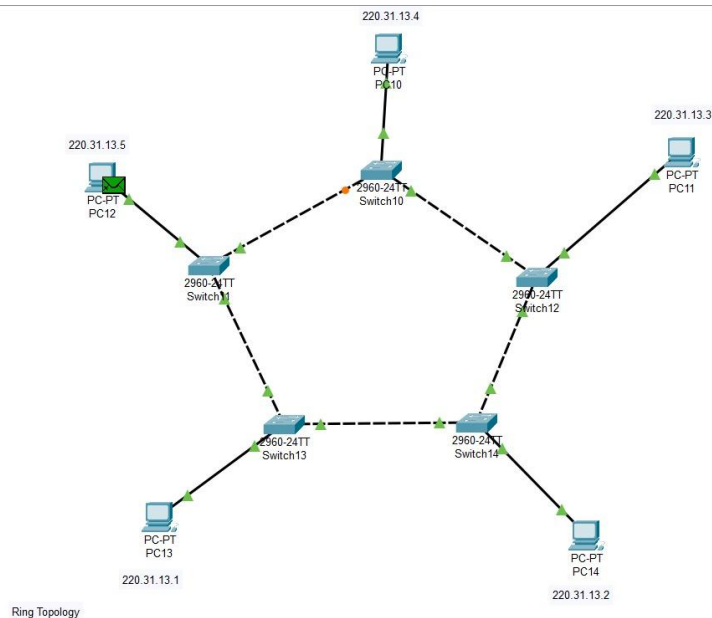 220.31.13.4
PC-PT
PC10
220.31.13.3
PC-PT
PC11
220.31.13.5
PC-PT
PC12
2960-24TT
Switch10
2960-24TT
Switch11
2960-24TT
Switch12
2960-24TT
Switch13
2960-24TT
Switch14
PC-PT
PC13
220.31.13.1
PC-PT
PC14
220.31.13.2
Ring Topology